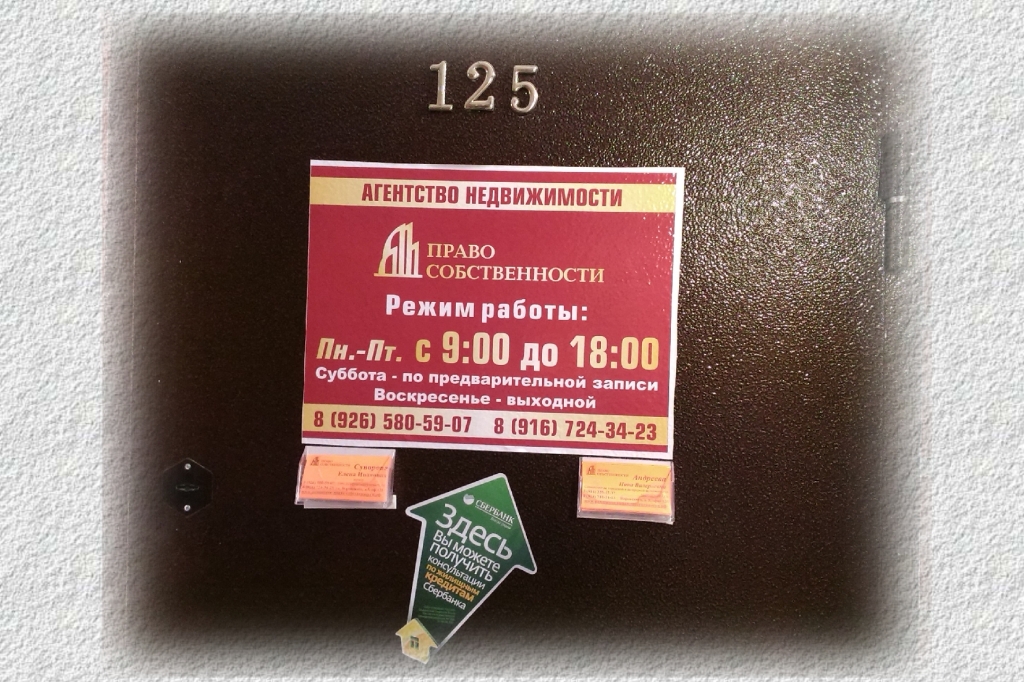 125
АГЕНТСТВО НЕДВИЖИМОСТИ
ПРАВО
СОБСТВЕННОСТИ
Режим работы:
Пн.-Пт. с 9:00 до 18:00
Суббота - по предварительной записи
Воскресенье - выходной
8 (926) 580-59-07 8 (916) 724-34-23
СБЕРБАНК
Здесь
Вы можете
получить
консультации
по жилищным
кредитам
Сбербанка